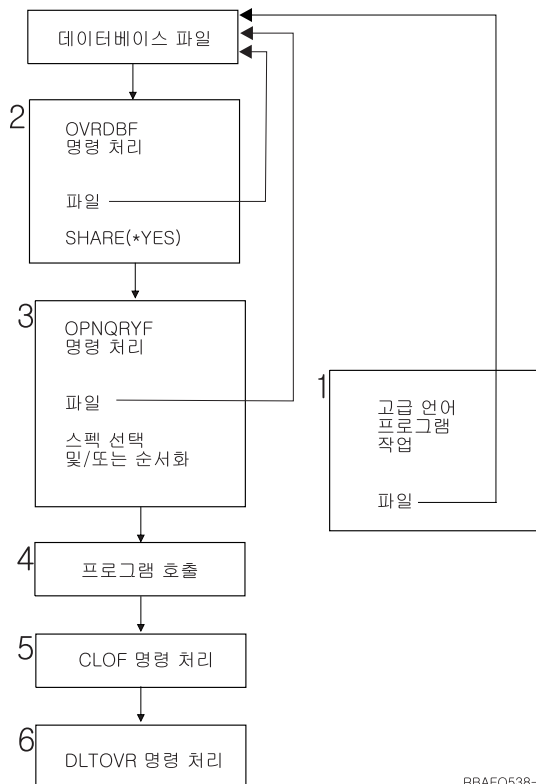 데이터베이스 파일
2
OVRDBF
명령 처리
파일
SHARE(*YES)
3
OPNQRYF
명령 처리
파일
스펙 선택
및/또는 순서화
1
고급 언어
프로그램
작업
파일
4
프로그램 호출
5
CLOF 명령 처리
6
DLTOVR 명령 처리